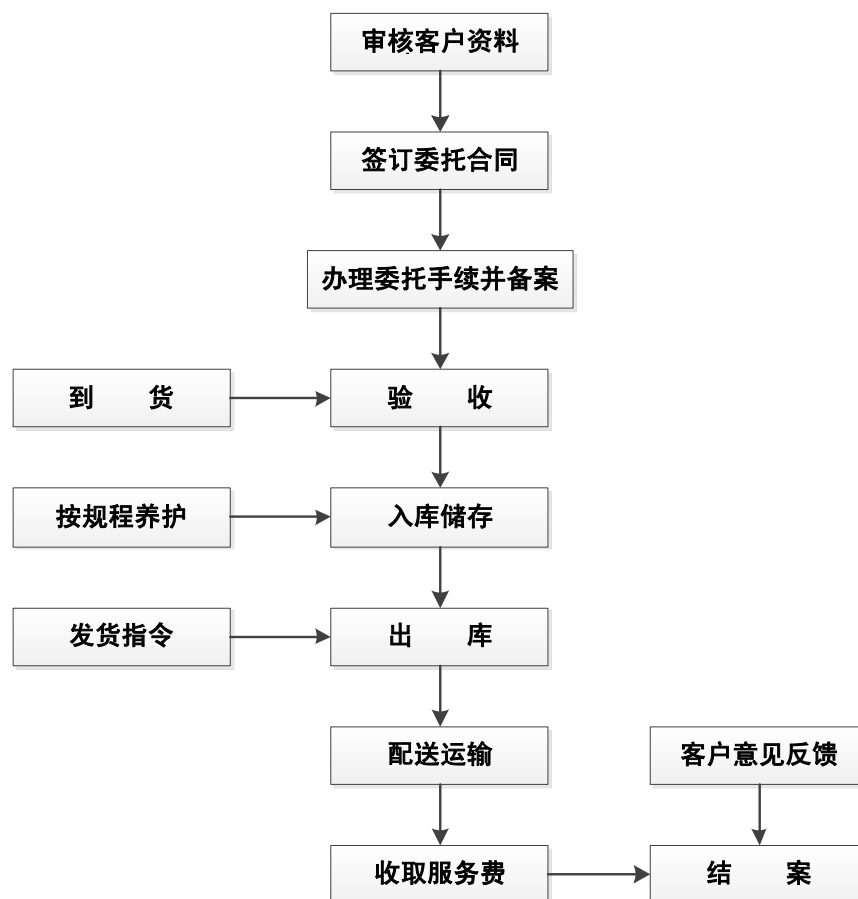 审核客户资料
签订委托合同
办理委托手续并备案
到 货
验 收
按规程养护
入库储存
发货指令
出 库
配送运输
客户意见反馈
收取服务费
结 案